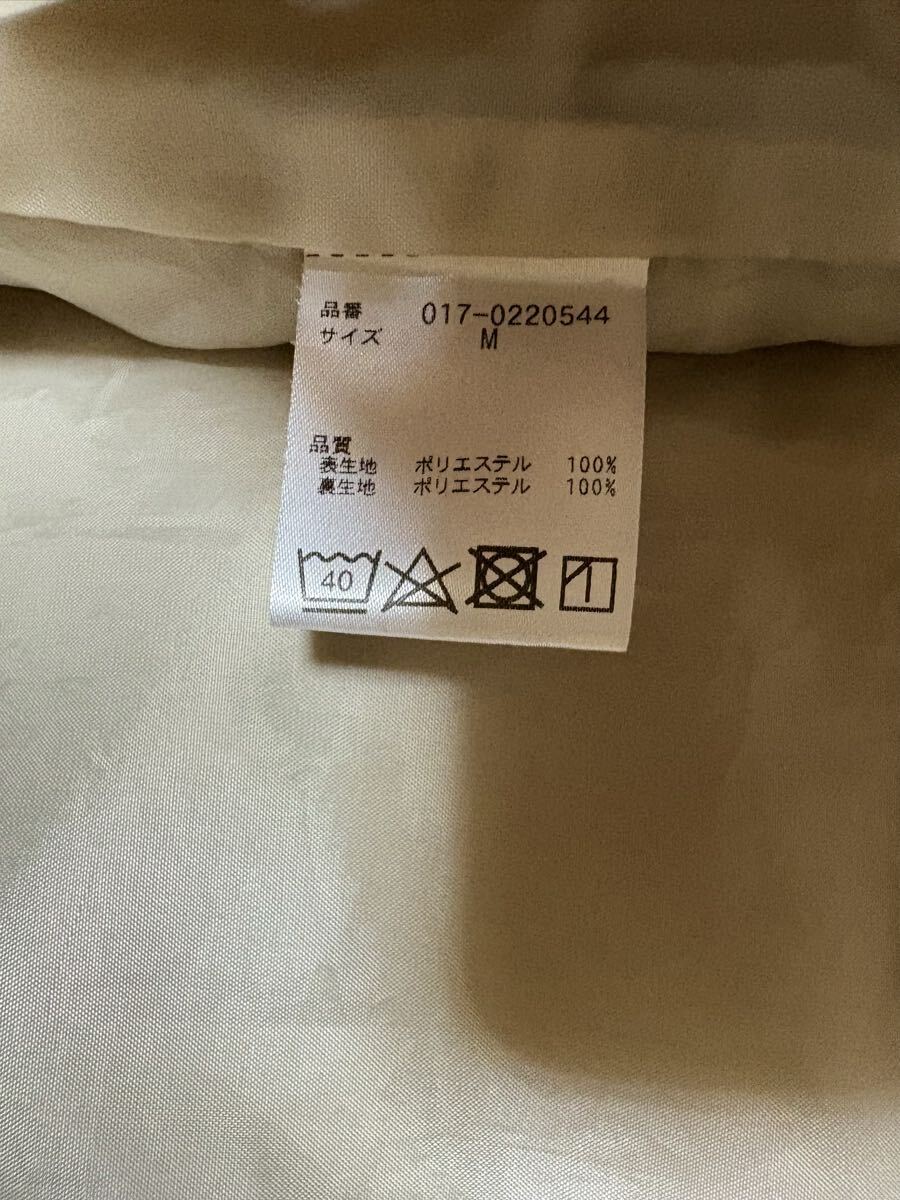 品番 017-0220544
サイズ M
品質
表生地 ポリエステル 100%
裏生地 ポリエステル 100%
40
1